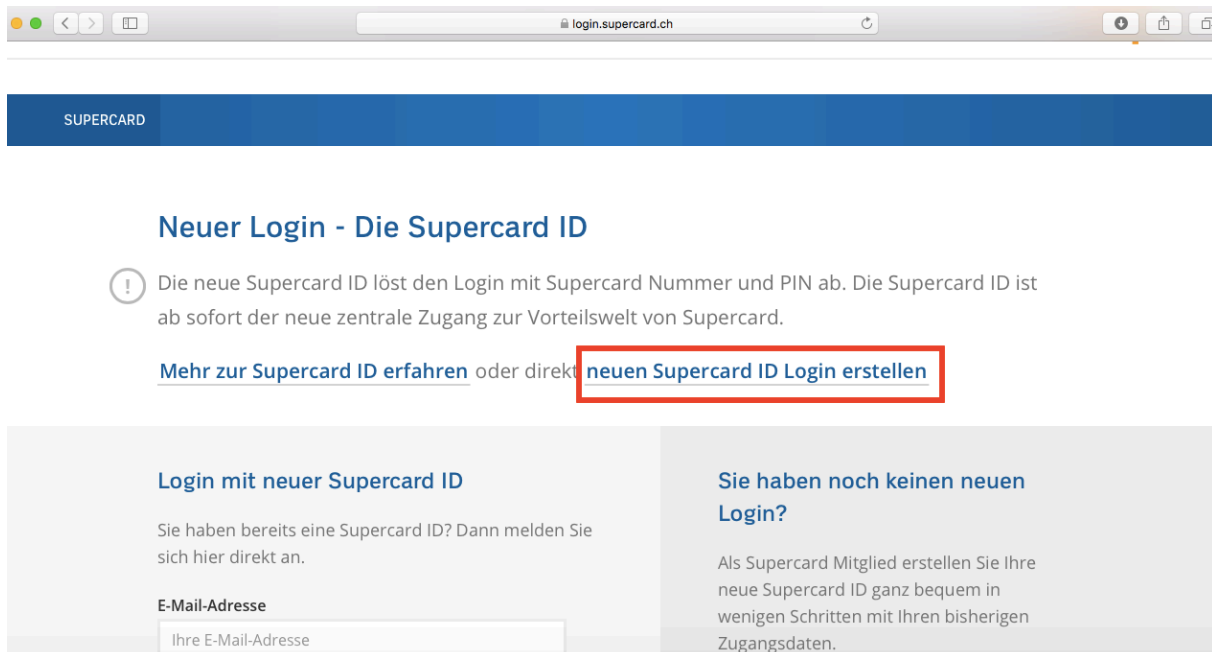 login.supercard.ch
SUPERCARD
Neuer Login - Die Supercard ID
Die neue Supercard ID löst den Login mit Supercard Nummer und PIN ab. Die Supercard ID ist
ab sofort der neue zentrale Zugang zur Vorteilswelt von Supercard.
Mehr zur Supercard ID erfahren oder direkt neuen Supercard ID Login erstellen
Login mit neuer Supercard ID
Sie haben bereits eine Supercard ID? Dann melden Sie
sich hier direkt an.
E-Mail-Adresse
Ihre E-Mail-Adresse
Sie haben noch keinen neuen
Login?
Als Supercard Mitglied erstellen Sie Ihre
neue Supercard ID ganz bequem in
wenigen Schritten mit Ihren bisherigen
Zugangsdaten.